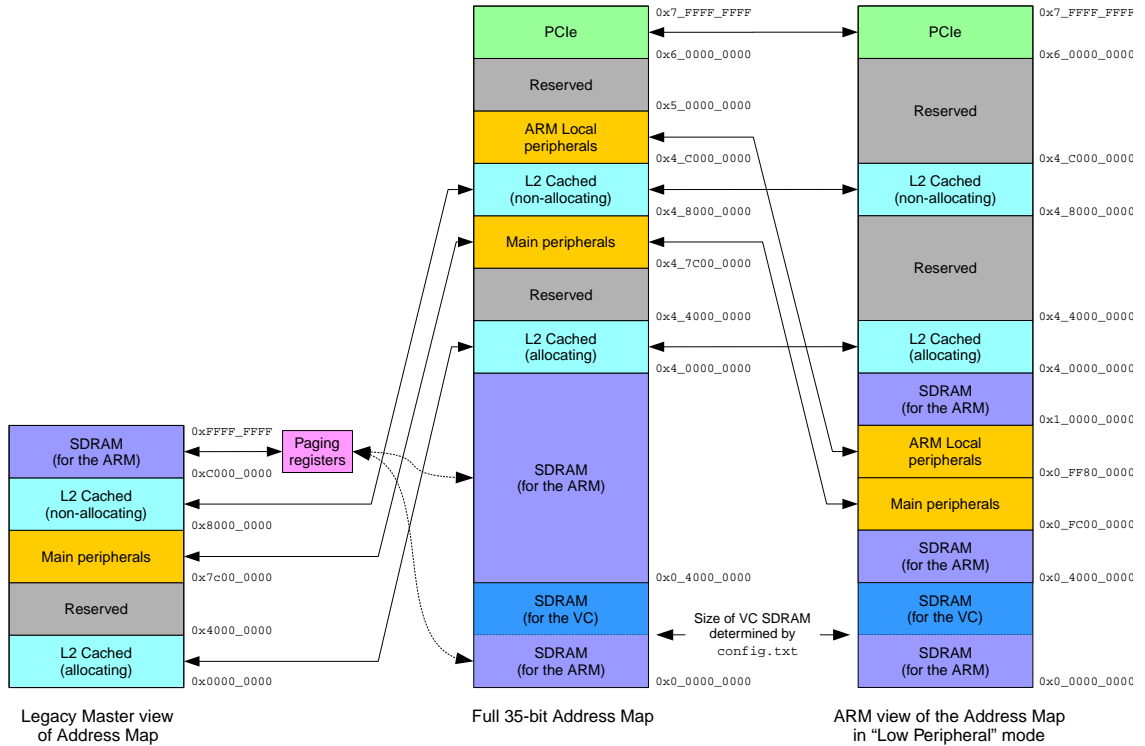 0xFFFF_FFFF
SDRAM
(for the ARM)
0xC000_0000
L2 Cached
(non-allocating)
0x8000_0000
Main peripherals
0x7c00_0000
Reserved
0x4000_0000
L2 Cached
(allocating)
0x0000_0000
Legacy Master view
of Address Map
Paging
registers
0x7_FFFF_FFFF
PCIe
0x6_0000_0000
Reserved
0x5_0000_0000
ARM Local
peripherals
0x4_C000_0000
L2 Cached
(non-allocating)
0x4_8000_0000
Main peripherals
0x4_7C00_0000
Reserved
0x4_4000_0000
L2 Cached
(allocating)
0x4_0000_0000
SDRAM
(for the ARM)
0x0_4000_0000
SDRAM
(for the VC)
SDRAM
(for the ARM)
0x0_0000_0000
Full 35-bit Address Map
Size of VC SDRAM
determined by
config.txt
0x7_FFFF_FFFF
PCIe
0x6_0000_0000
Reserved
0x4_C000_0000
L2 Cached
(non-allocating)
0x4_8000_0000
Reserved
0x4_4000_0000
L2 Cached
(allocating)
0x4_0000_0000
SDRAM
(for the ARM)
0x1_0000_0000
ARM Local
peripherals
0x0_FF80_0000
Main peripherals
0x0_FC00_0000
SDRAM
(for the ARM)
0x0_4000_0000
SDRAM
(for the VC)
SDRAM
(for the ARM)
0x0_0000_0000
ARM view of the Address Map
in “Low Peripheral” mode